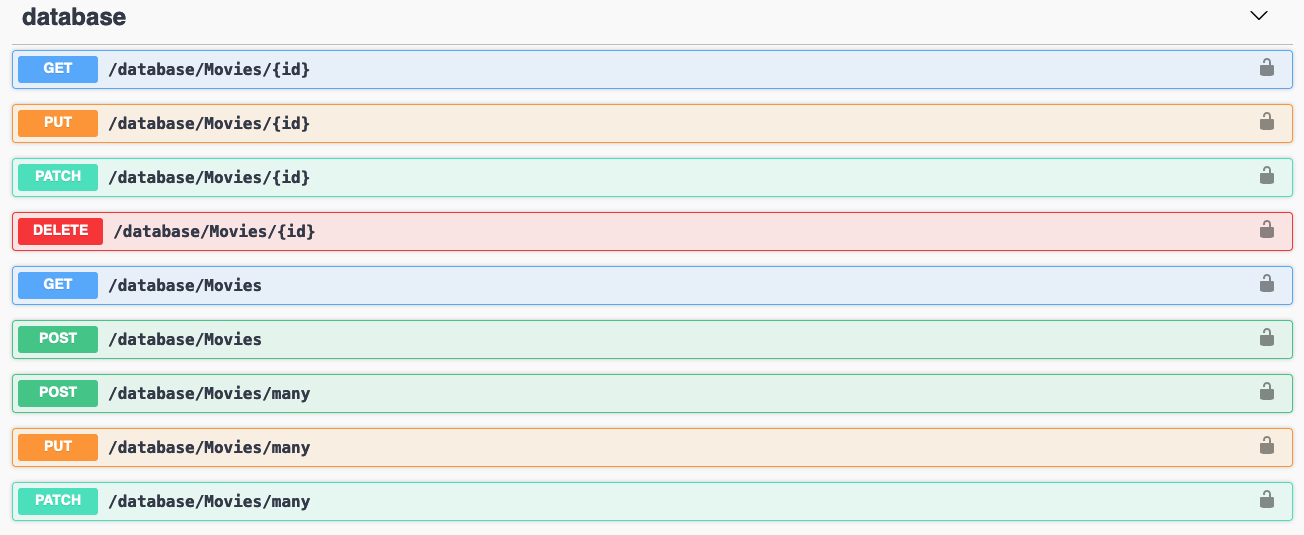 database
GET /database/Movies/{id}
PUT /database/Movies/{id}
PATCH /database/Movies/{id}
DELETE /database/Movies/{id}
GET /database/Movies
POST /database/Movies
POST /database/Movies/many
PUT /database/Movies/many
PATCH /database/Movies/many